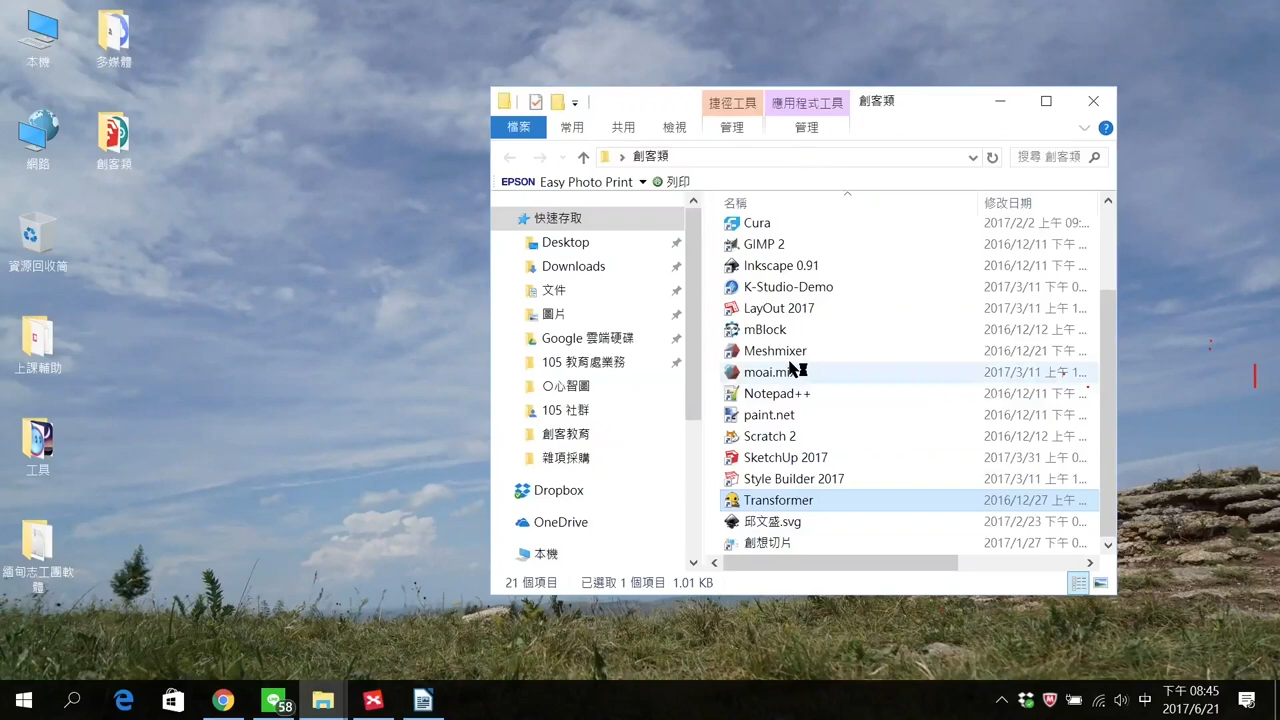 本機
多媒體
網路
創客類
資源回收筒
上課輔助
工具
緬甸志工團軟
體
捷徑工具
應用程式工具
創客類
檔案
常用
共用
檢視
管理
管理
創客類
搜尋 創客類
EPSON Easy Photo Print
列印
快速存取
Desktop
Downloads
文件
圖片
Google 雲端硬碟
105 教育處業務
〇心智圖
105 社群
創客教育
雜項採購
Dropbox
OneDrive
本機
名稱 修改日期
Cura 2017/2/2 上午 09:...
GIMP 2 2016/12/11 下午 ...
Inkscape 0.91 2016/12/11 下午 ...
K-Studio-Demo 2017/3/11 下午 0...
LayOut 2017 2017/3/11 上午 1...
mBlock 2016/12/12 上午 ...
Meshmixer 2016/12/21 下午 ...
moai.mi 2017/3/11 上午 1...
Notepad++ 2016/12/11 下午 ...
paint.net 2016/12/11 下午 ...
Scratch 2 2016/12/12 上午 ...
SketchUp 2017 2017/3/31 上午 0...
Style Builder 2017 2017/3/11 上午 1...
Transformer 2016/12/27 上午 ...
邱文盛.svg 2017/2/23 下午 0...
創想切片 2017/1/27 下午 0...
21 個項目 已選取 1 個項目 1.01 KB
58
中
下午 08:45
2017/6/21